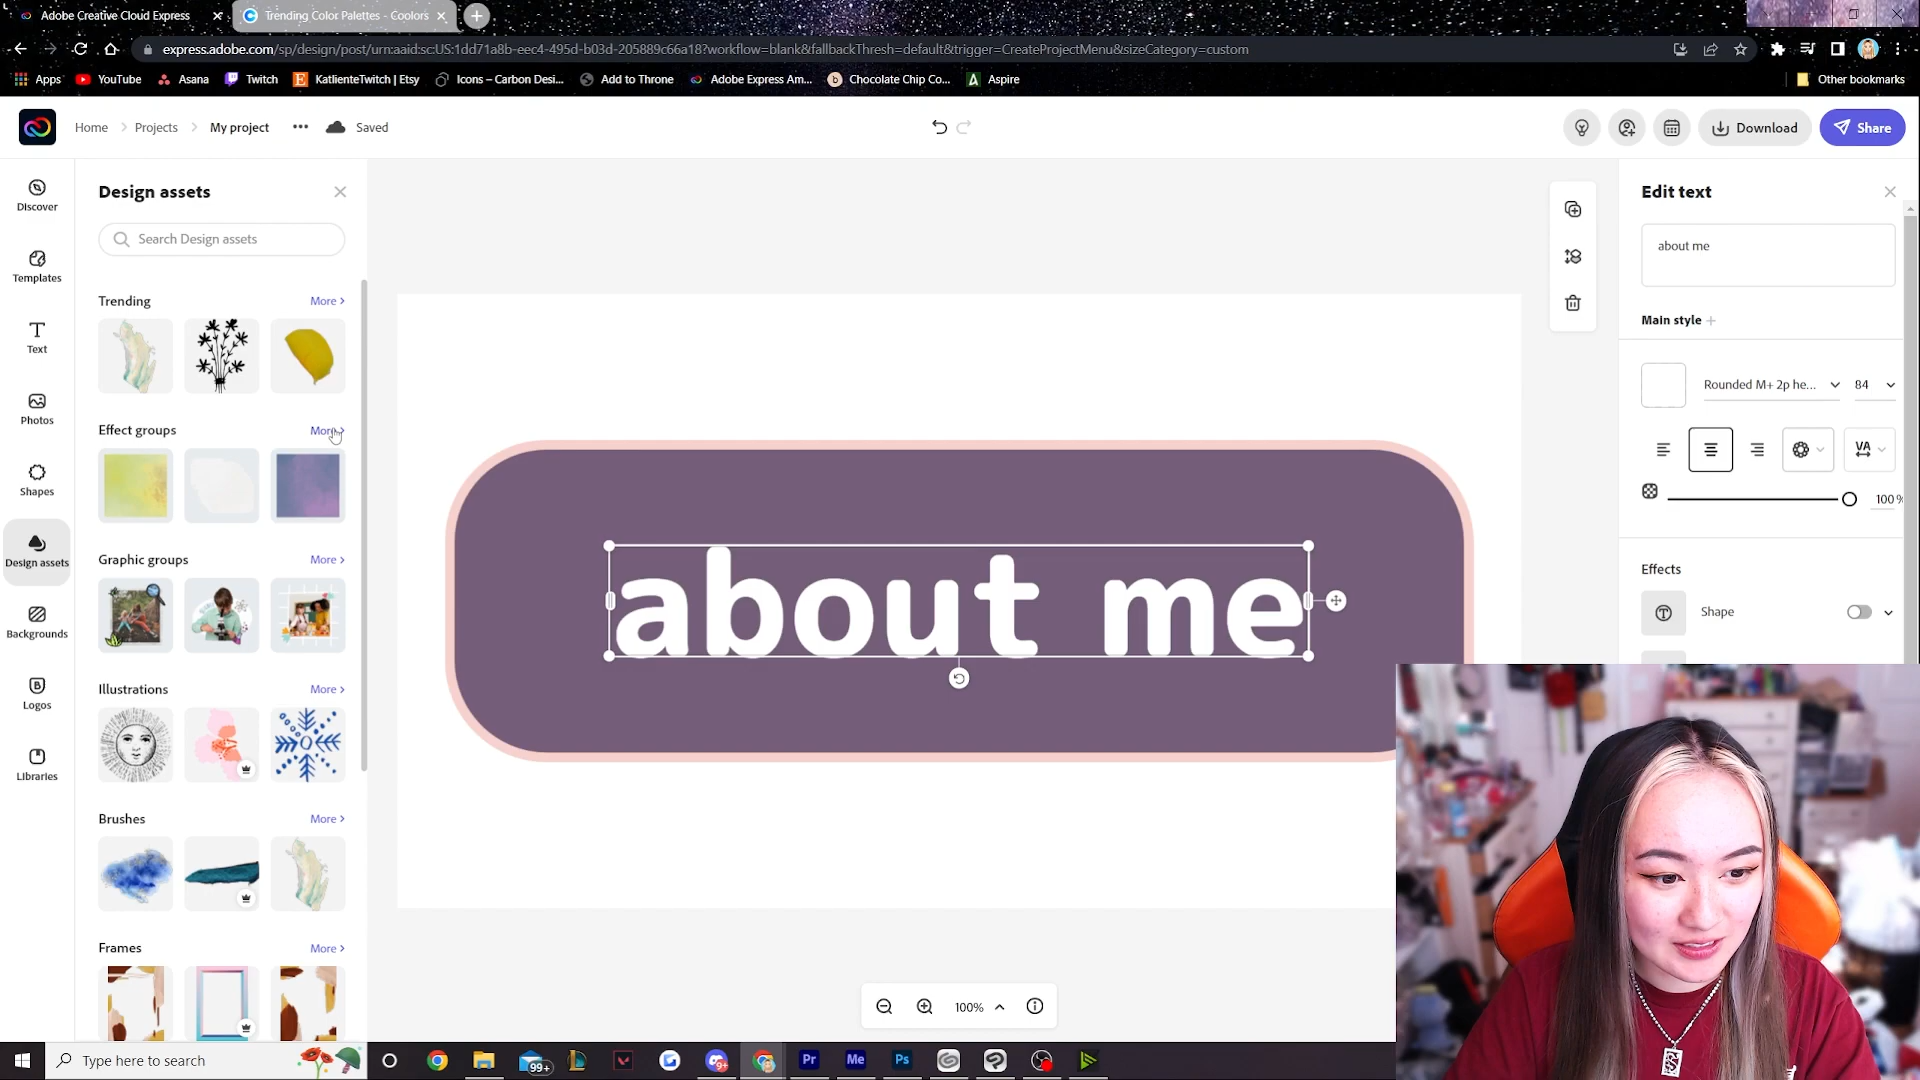 Adobe Creative Cloud Express
Trending Color Palettes - Coolors
express.adobe.com/sp/design/post/urn:aaid:sc:US:1dd71a8b-eec4-495d-b03d-205889c66a18?workflow=blank&fallbackThresh=default&trigger=CreateProjectMenu&sizeCategory=custom
Apps YouTube Asana Twitch KatlienteTwitch | Etsy Icons – Carbon Desi... Add to Throne Adobe Express Am... Chocolate Chip Co... Aspire Other bookmarks
Home Projects My project Saved Download Share
Discover
Templates
Text
Photos
Shapes
Design assets
Backgrounds
Logos
Libraries
Design assets
Search Design assets
Trending More
Effect groups More
Graphic groups More
Illustrations More
Brushes More
Frames More
about me
100%
Edit text
about me
Main style
Rounded M+ 2p he... 84
VA
100 %
Effects
Shape
Type here to search
99+
9+
Pr Me Ps